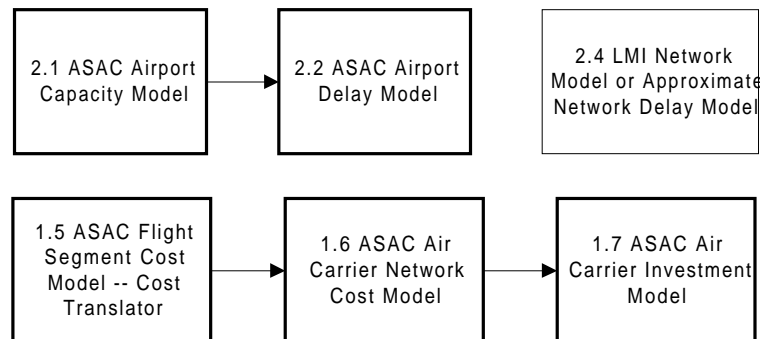 2.1 ASAC Airport
Capacity Model
2.2 ASAC Airport
Delay Model
2.4 LMI Network
Model or Approximate
Network Delay Model
1.5 ASAC Flight
Segment Cost
Model -- Cost
Translator
1.6 ASAC Air
Carrier Network
Cost Model
1.7 ASAC Air
Carrier Investment
Model